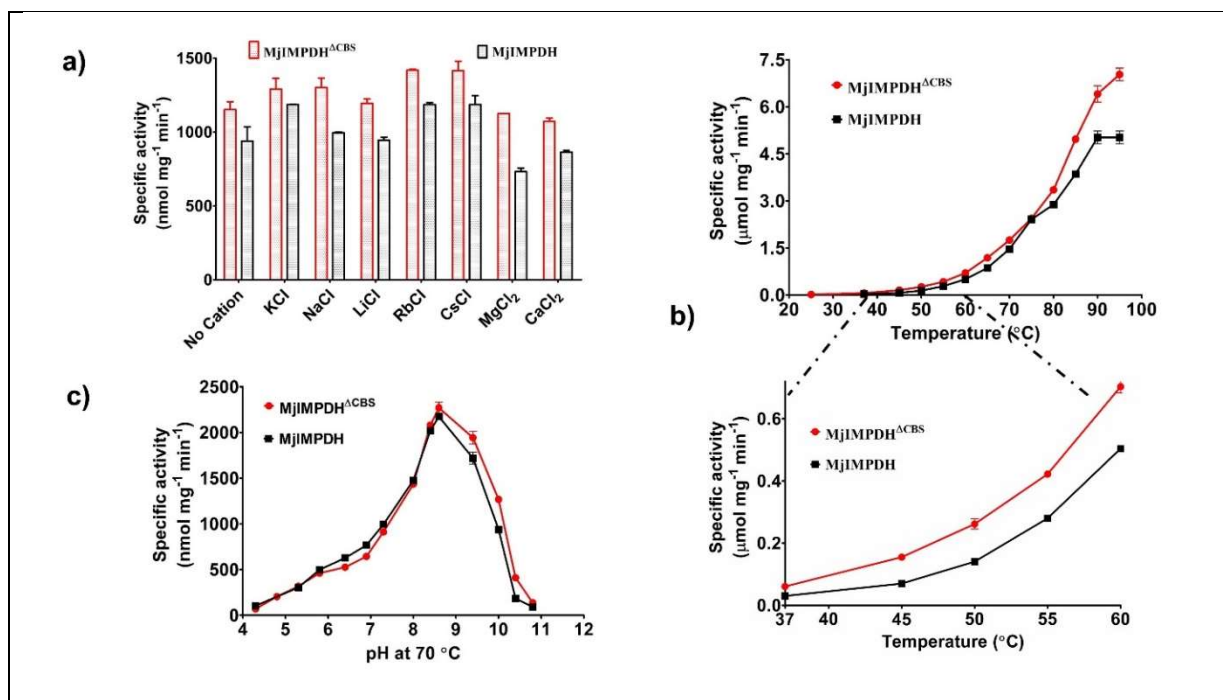 a)
MjIMPDH^ΔCBS
MjIMPDH
Specific activity
(nmol mg⁻¹ min⁻¹)
1500
1000
500
0
No Cation
KCl
NaCl
LiCl
RbCl
CsCl
MgCl₂
CaCl₂
b)
MjIMPDH^ΔCBS
MjIMPDH
Specific activity
(μmol mg⁻¹ min⁻¹)
7.5
6.0
4.5
3.0
1.5
0.0
20 30 40 50 60 70 80 90 100
Temperature (°C)
c)
MjIMPDH^ΔCBS
MjIMPDH
Specific activity
(nmol mg⁻¹ min⁻¹)
2500
2000
1500
1000
500
0
4 5 6 7 8 9 10 11 12
pH at 70 °C
MjIMPDH^ΔCBS
MjIMPDH
Specific activity
(μmol mg⁻¹ min⁻¹)
0.6
0.4
0.2
0.0
37 40 45 50 55 60
Temperature (°C)